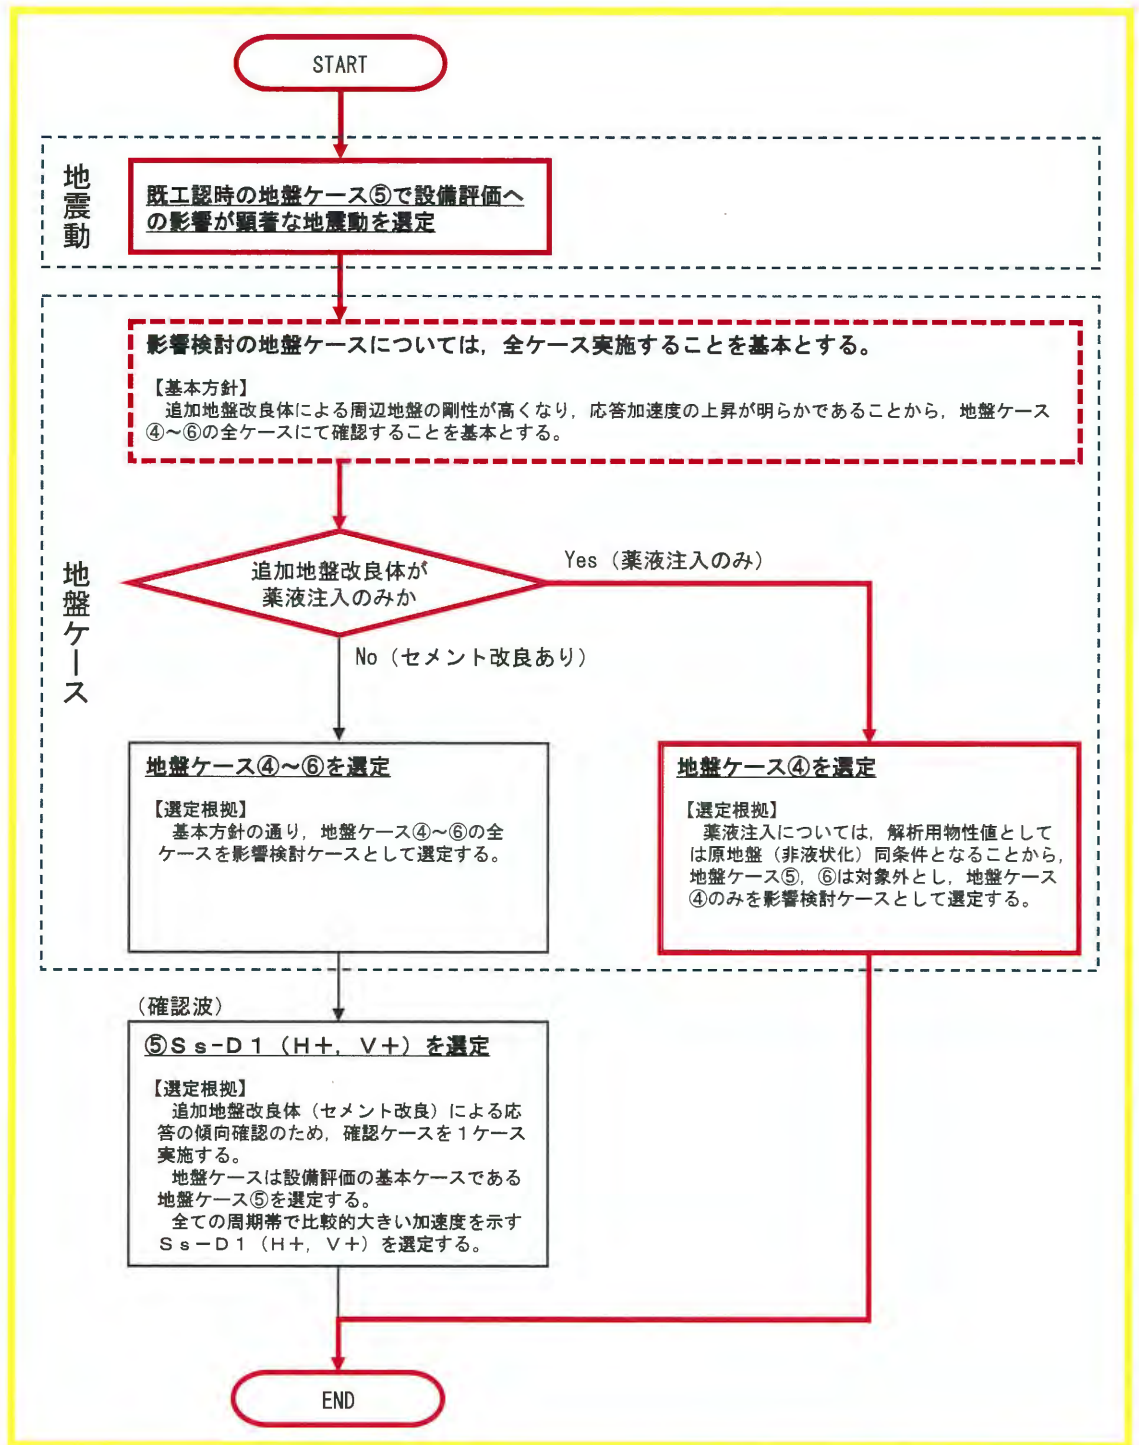 START
地震動
既工認時の地盤ケース⑤で設備評価へ
の影響が顕著な地震動を選定
影響検討の地盤ケースについては，全ケース実施することを基本とする。
【基本方針】
追加地盤改良体による周辺地盤の剛性が高くなり，応答加速度の上昇が明らかであることから，地盤ケース
④～⑥の全ケースにて確認することを基本とする。
地盤ケース
追加地盤改良体が
薬液注入のみか
Yes（薬液注入のみ）
No（セメント改良あり）
地盤ケース④～⑥を選定
【選定根拠】
基本方針の通り，地盤ケース④～⑥の全
ケースを影響検討ケースとして選定する。
地盤ケース④を選定
【選定根拠】
薬液注入については，解析用物性値として
は原地盤（非液状化）同条件となることから，
地盤ケース⑤，⑥は対象外とし，地盤ケース
④のみを影響検討ケースとして選定する。
（確認波）
⑤Ｓｓ-Ｄ１（Ｈ＋，Ｖ＋）を選定
【選定根拠】
追加地盤改良体（セメント改良）による応
答の傾向確認のため，確認ケースを１ケース
実施する。
地盤ケースは設備評価の基本ケースである
地盤ケース⑤を選定する。
全ての周期帯で比較的大きい加速度を示す
Ｓｓ－Ｄ１（Ｈ＋，Ｖ＋）を選定する。
END